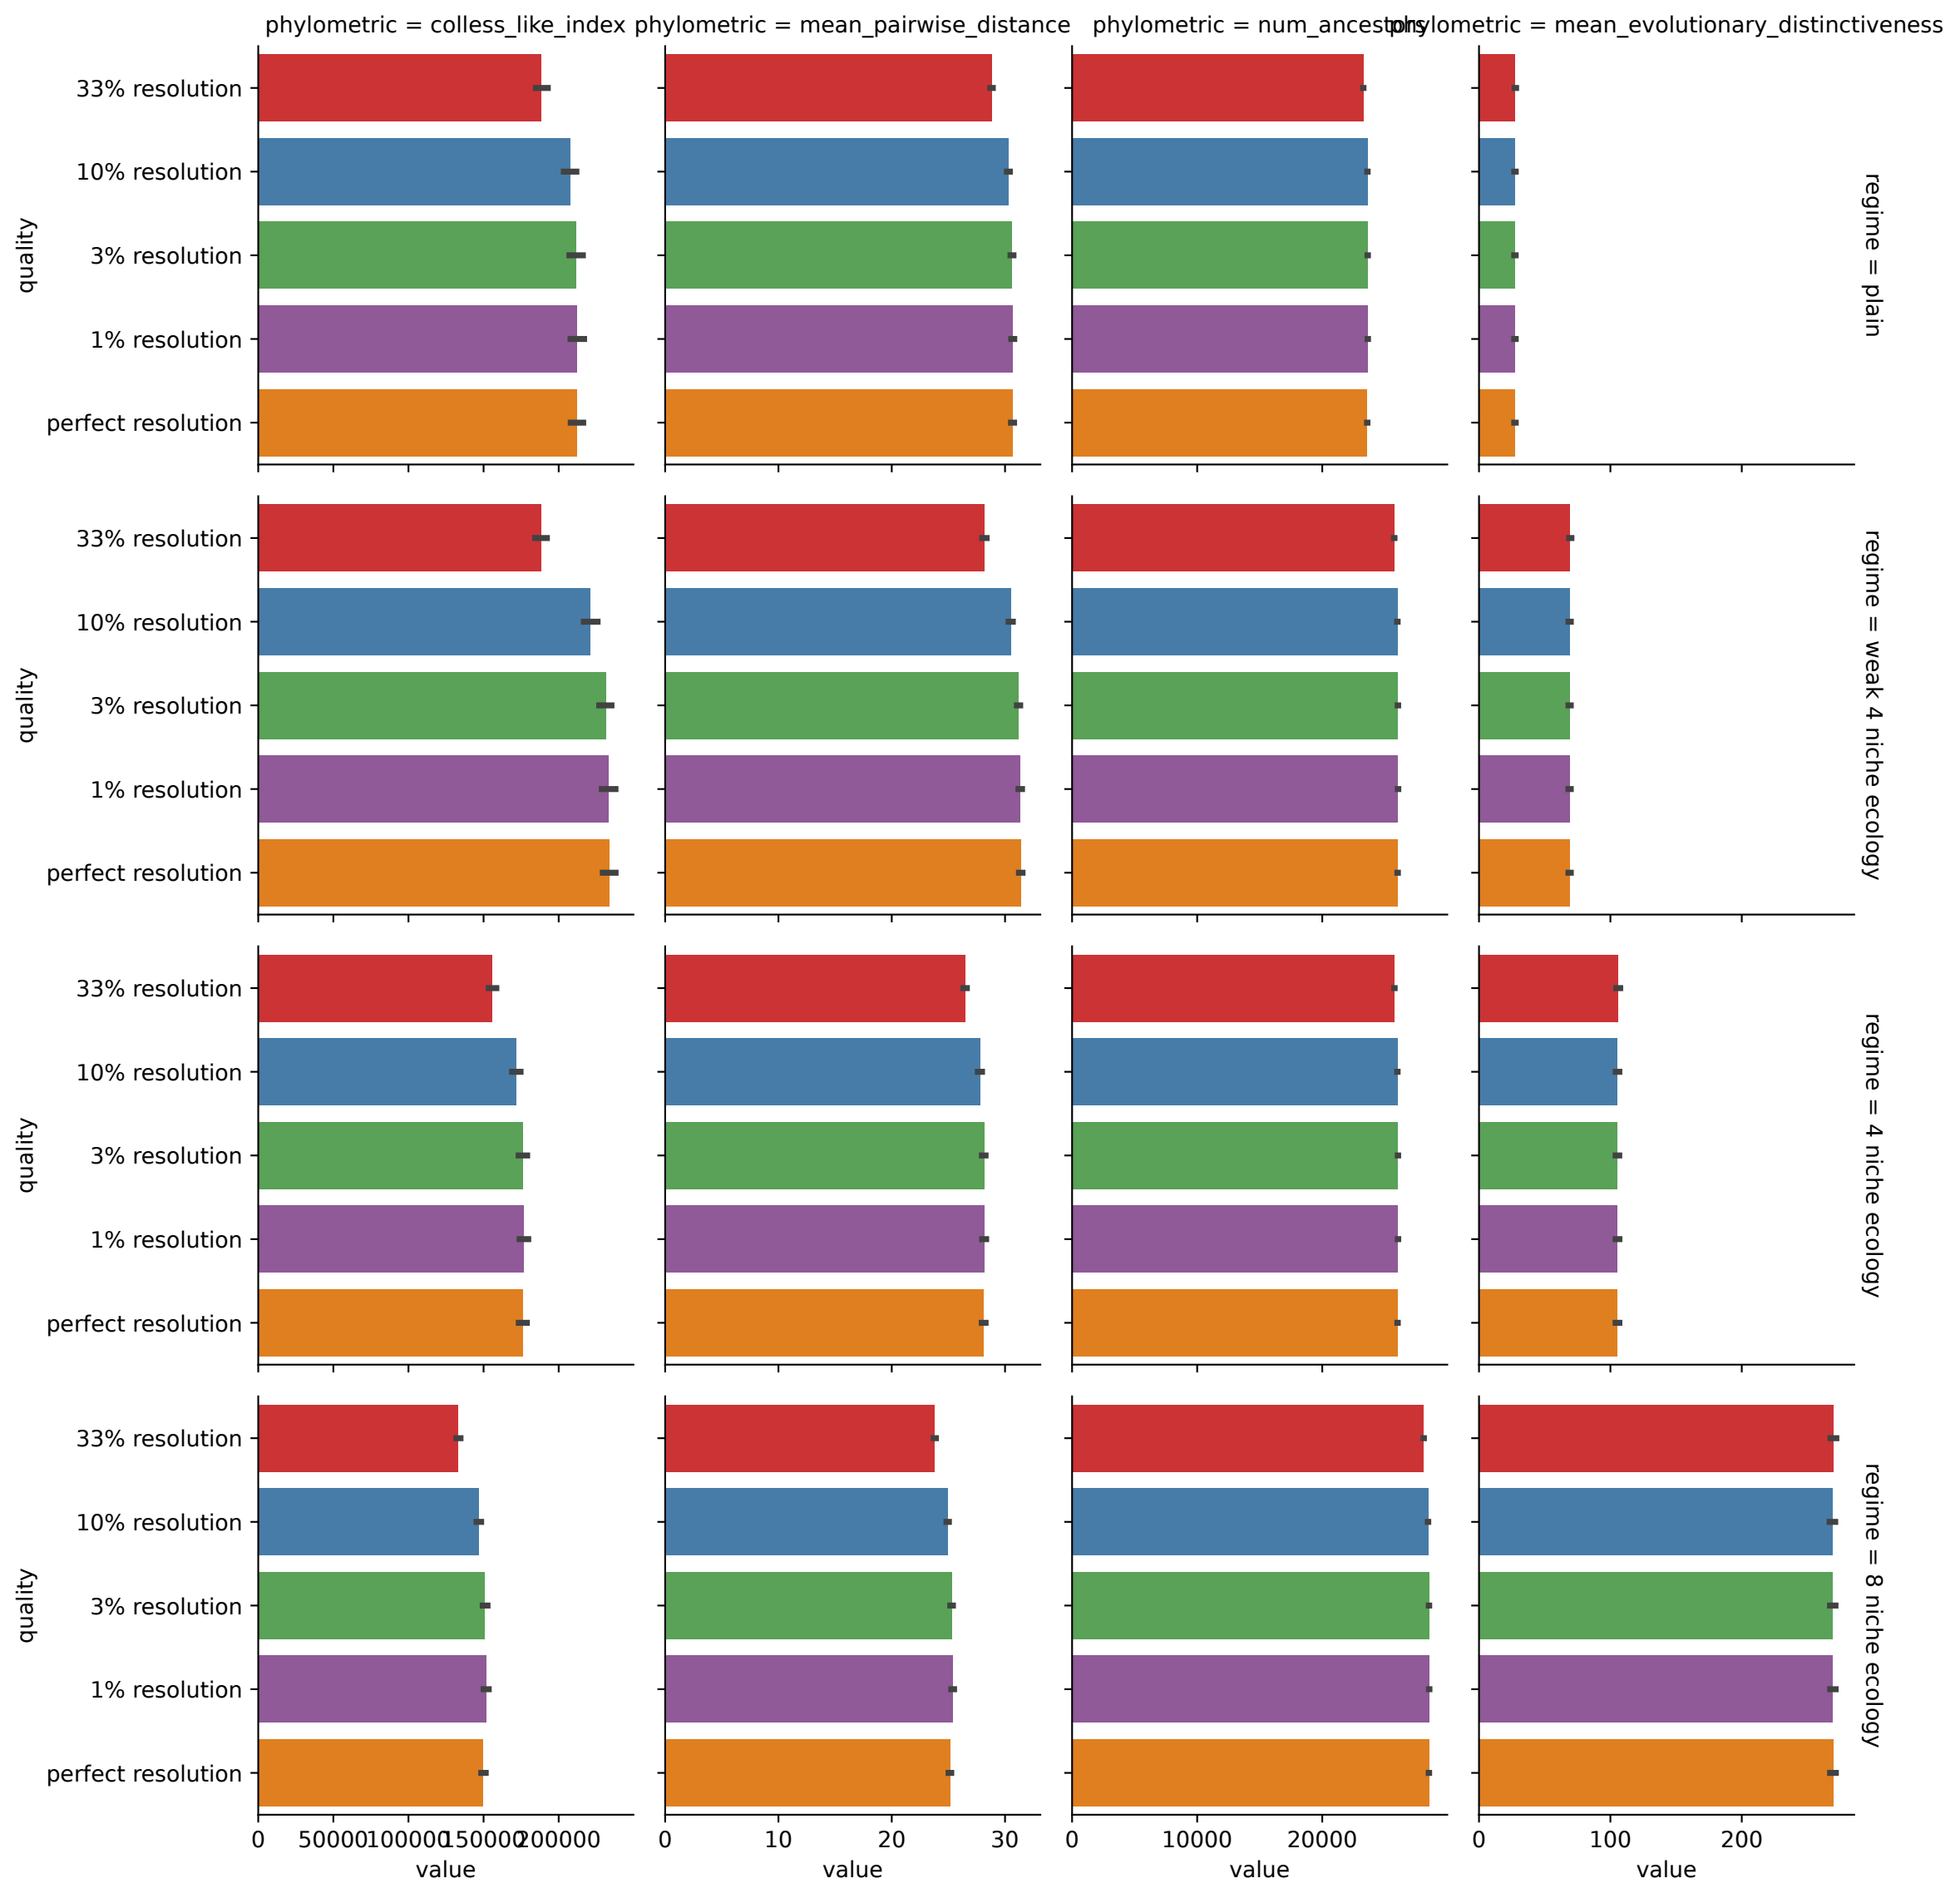 phylometric = colless_like_index
phylometric = mean_pairwise_distance
phylometric = num_ancestors
phylometric = mean_evolutionary_distinctiveness
quality
33% resolution
10% resolution
3% resolution
1% resolution
perfect resolution
regime = plain
quality
33% resolution
10% resolution
3% resolution
1% resolution
perfect resolution
regime = weak 4 niche ecology
quality
33% resolution
10% resolution
3% resolution
1% resolution
perfect resolution
regime = 4 niche ecology
quality
33% resolution
10% resolution
3% resolution
1% resolution
perfect resolution
regime = 8 niche ecology
0 50000 100000 150000 200000
0 10 20 30
0 10000 20000
0 100 200
value
value
value
value